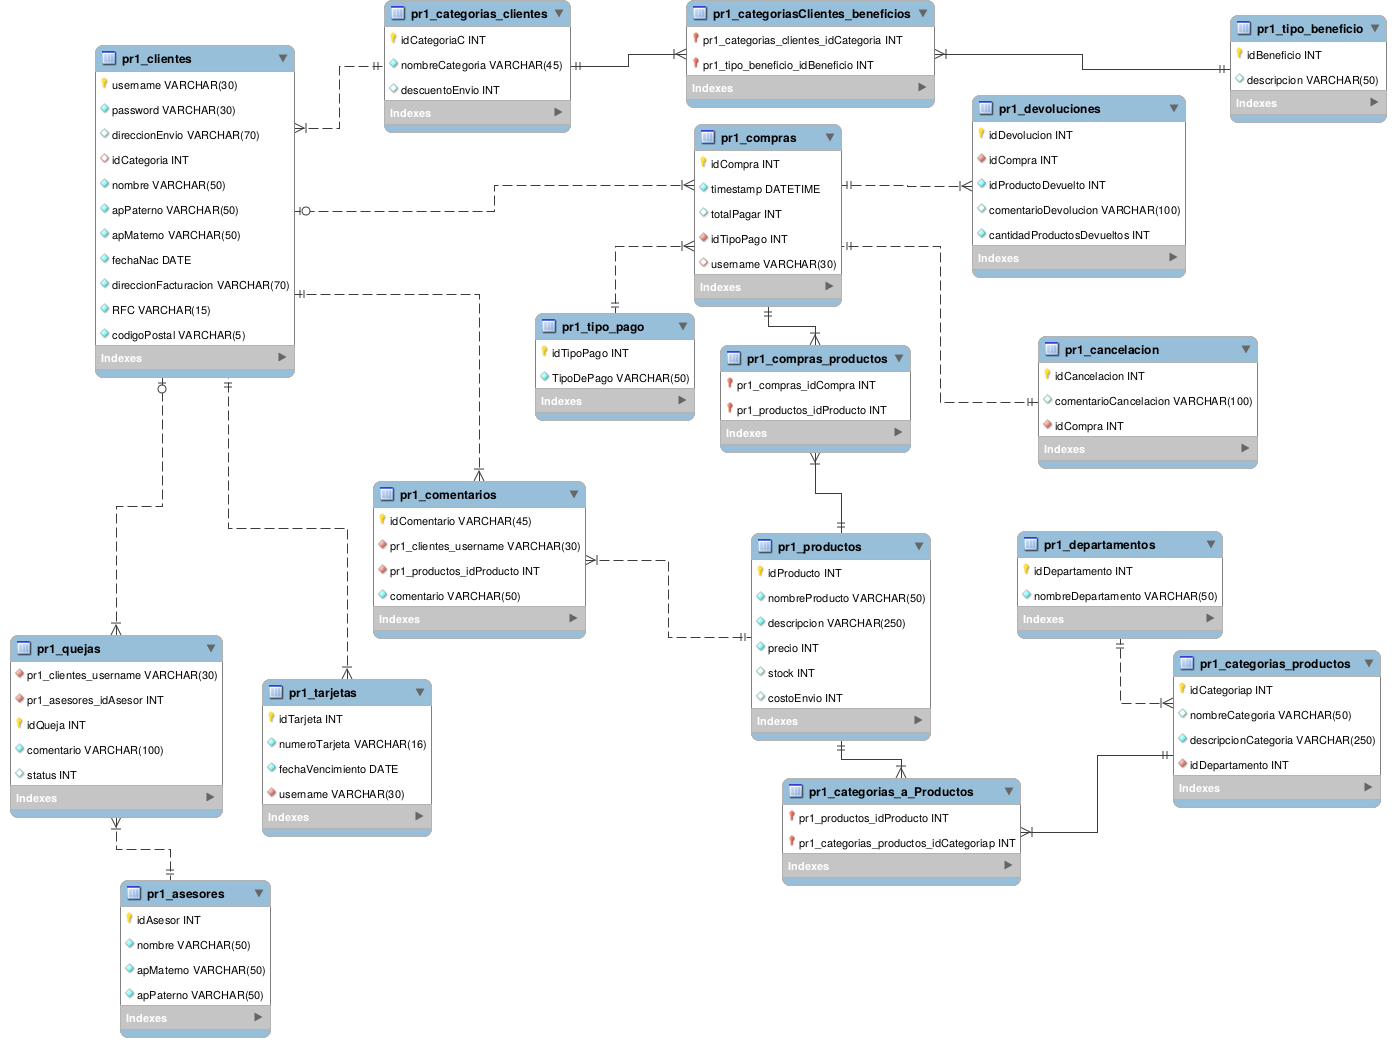 pr1_categorias_clientes
idCategoriaC INT
nombreCategoria VARCHAR(45)
descuentoEnvio INT
Indexes
pr1_categoriasClientes_beneficios
pr1_categorias_clientes_idCategoria INT
pr1_tipo_beneficio_idBeneficio INT
Indexes
pr1_tipo_beneficio
idBeneficio INT
descripcion VARCHAR(50)
Indexes
pr1_clientes
username VARCHAR(30)
password VARCHAR(30)
direccionEnvio VARCHAR(70)
idCategoria INT
nombre VARCHAR(50)
apPaterno VARCHAR(50)
apMaterno VARCHAR(50)
fechaNac DATE
direccionFacturacion VARCHAR(70)
RFC VARCHAR(15)
codigoPostal VARCHAR(5)
Indexes
pr1_compras
idCompra INT
timestamp DATETIME
totalPagar INT
idTipoPago INT
username VARCHAR(30)
Indexes
pr1_devoluciones
idDevolucion INT
idCompra INT
idProductoDevuelto INT
comentarioDevolucion VARCHAR(100)
cantidadProductosDevueltos INT
Indexes
pr1_tipo_pago
idTipoPago INT
TipoDePago VARCHAR(50)
Indexes
pr1_compras_productos
pr1_compras_idCompra INT
pr1_productos_idProducto INT
Indexes
pr1_cancelacion
idCancelacion INT
comentarioCancelacion VARCHAR(100)
idCompra INT
Indexes
pr1_comentarios
idComentario VARCHAR(45)
pr1_clientes_username VARCHAR(30)
pr1_productos_idProducto INT
comentario VARCHAR(50)
Indexes
pr1_productos
idProducto INT
nombreProducto VARCHAR(50)
descripcion VARCHAR(250)
precio INT
stock INT
costoEnvio INT
Indexes
pr1_departamentos
idDepartamento INT
nombreDepartamento VARCHAR(50)
Indexes
pr1_quejas
pr1_clientes_username VARCHAR(30)
pr1_asesores_idAsesor INT
idQueja INT
comentario VARCHAR(100)
status INT
Indexes
pr1_tarjetas
idTarjeta INT
numeroTarjeta VARCHAR(16)
fechaVencimiento DATE
username VARCHAR(30)
Indexes
pr1_categorias_productos
idCategoriap INT
nombreCategoria VARCHAR(50)
descripcionCategoria VARCHAR(250)
idDepartamento INT
Indexes
pr1_categorias_a_Productos
pr1_productos_idProducto INT
pr1_categorias_productos_idCategoriap INT
Indexes
pr1_asesores
idAsesor INT
nombre VARCHAR(50)
apMaterno VARCHAR(50)
apPaterno VARCHAR(50)
Indexes